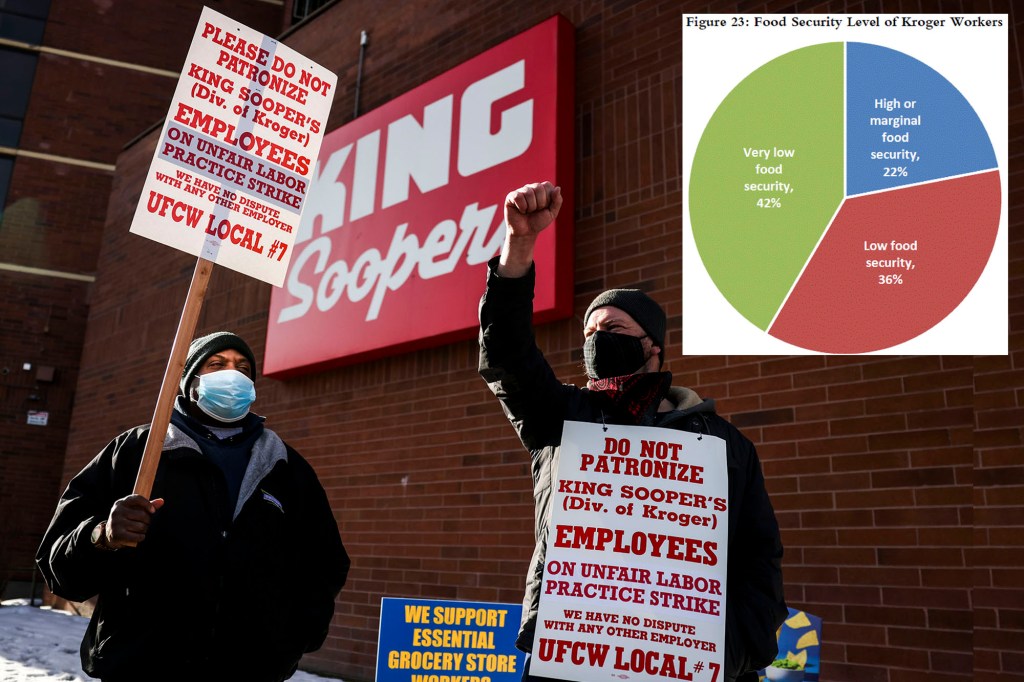 PLEASE DO NOT
PATRONIZE
KING SOOPER'S
(Div. of Kroger)
EMPLOYEES
ON UNFAIR LABOR
PRACTICE STRIKE
WE HAVE NO DISPUTE
WITH ANY OTHER EMPLOYER
UFCW LOCAL #7
KING
Soopers
Figure 23: Food Security Level of Kroger Workers
High or
marginal
food
security,
22%
Very low
food
security,
42%
Low food
security,
36%
DO NOT
PATRONIZE
KING SOOPER'S
(Div. of Kroger)
EMPLOYEES
ON UNFAIR LABOR
PRACTICE STRIKE
WE HAVE NO DISPUTE
WITH ANY OTHER EMPLOYER
UFCW LOCAL #7
WE SUPPORT
ESSENTIAL
GROCERY STORE
WORKERS